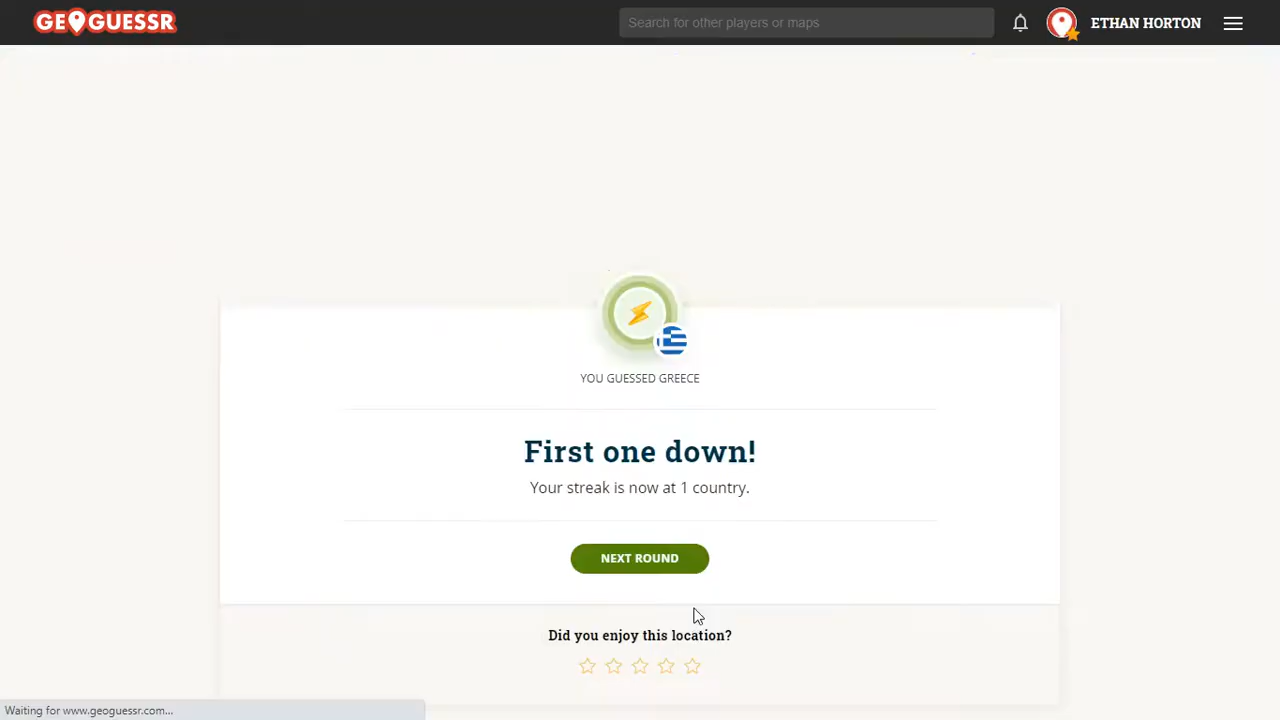 GEOGUESSR
Search for other players or maps
ETHAN HORTON
YOU GUESSED GREECE
First one down!
Your streak is now at 1 country.
NEXT ROUND
Did you enjoy this location?
Waiting for www.geoguessr.com...